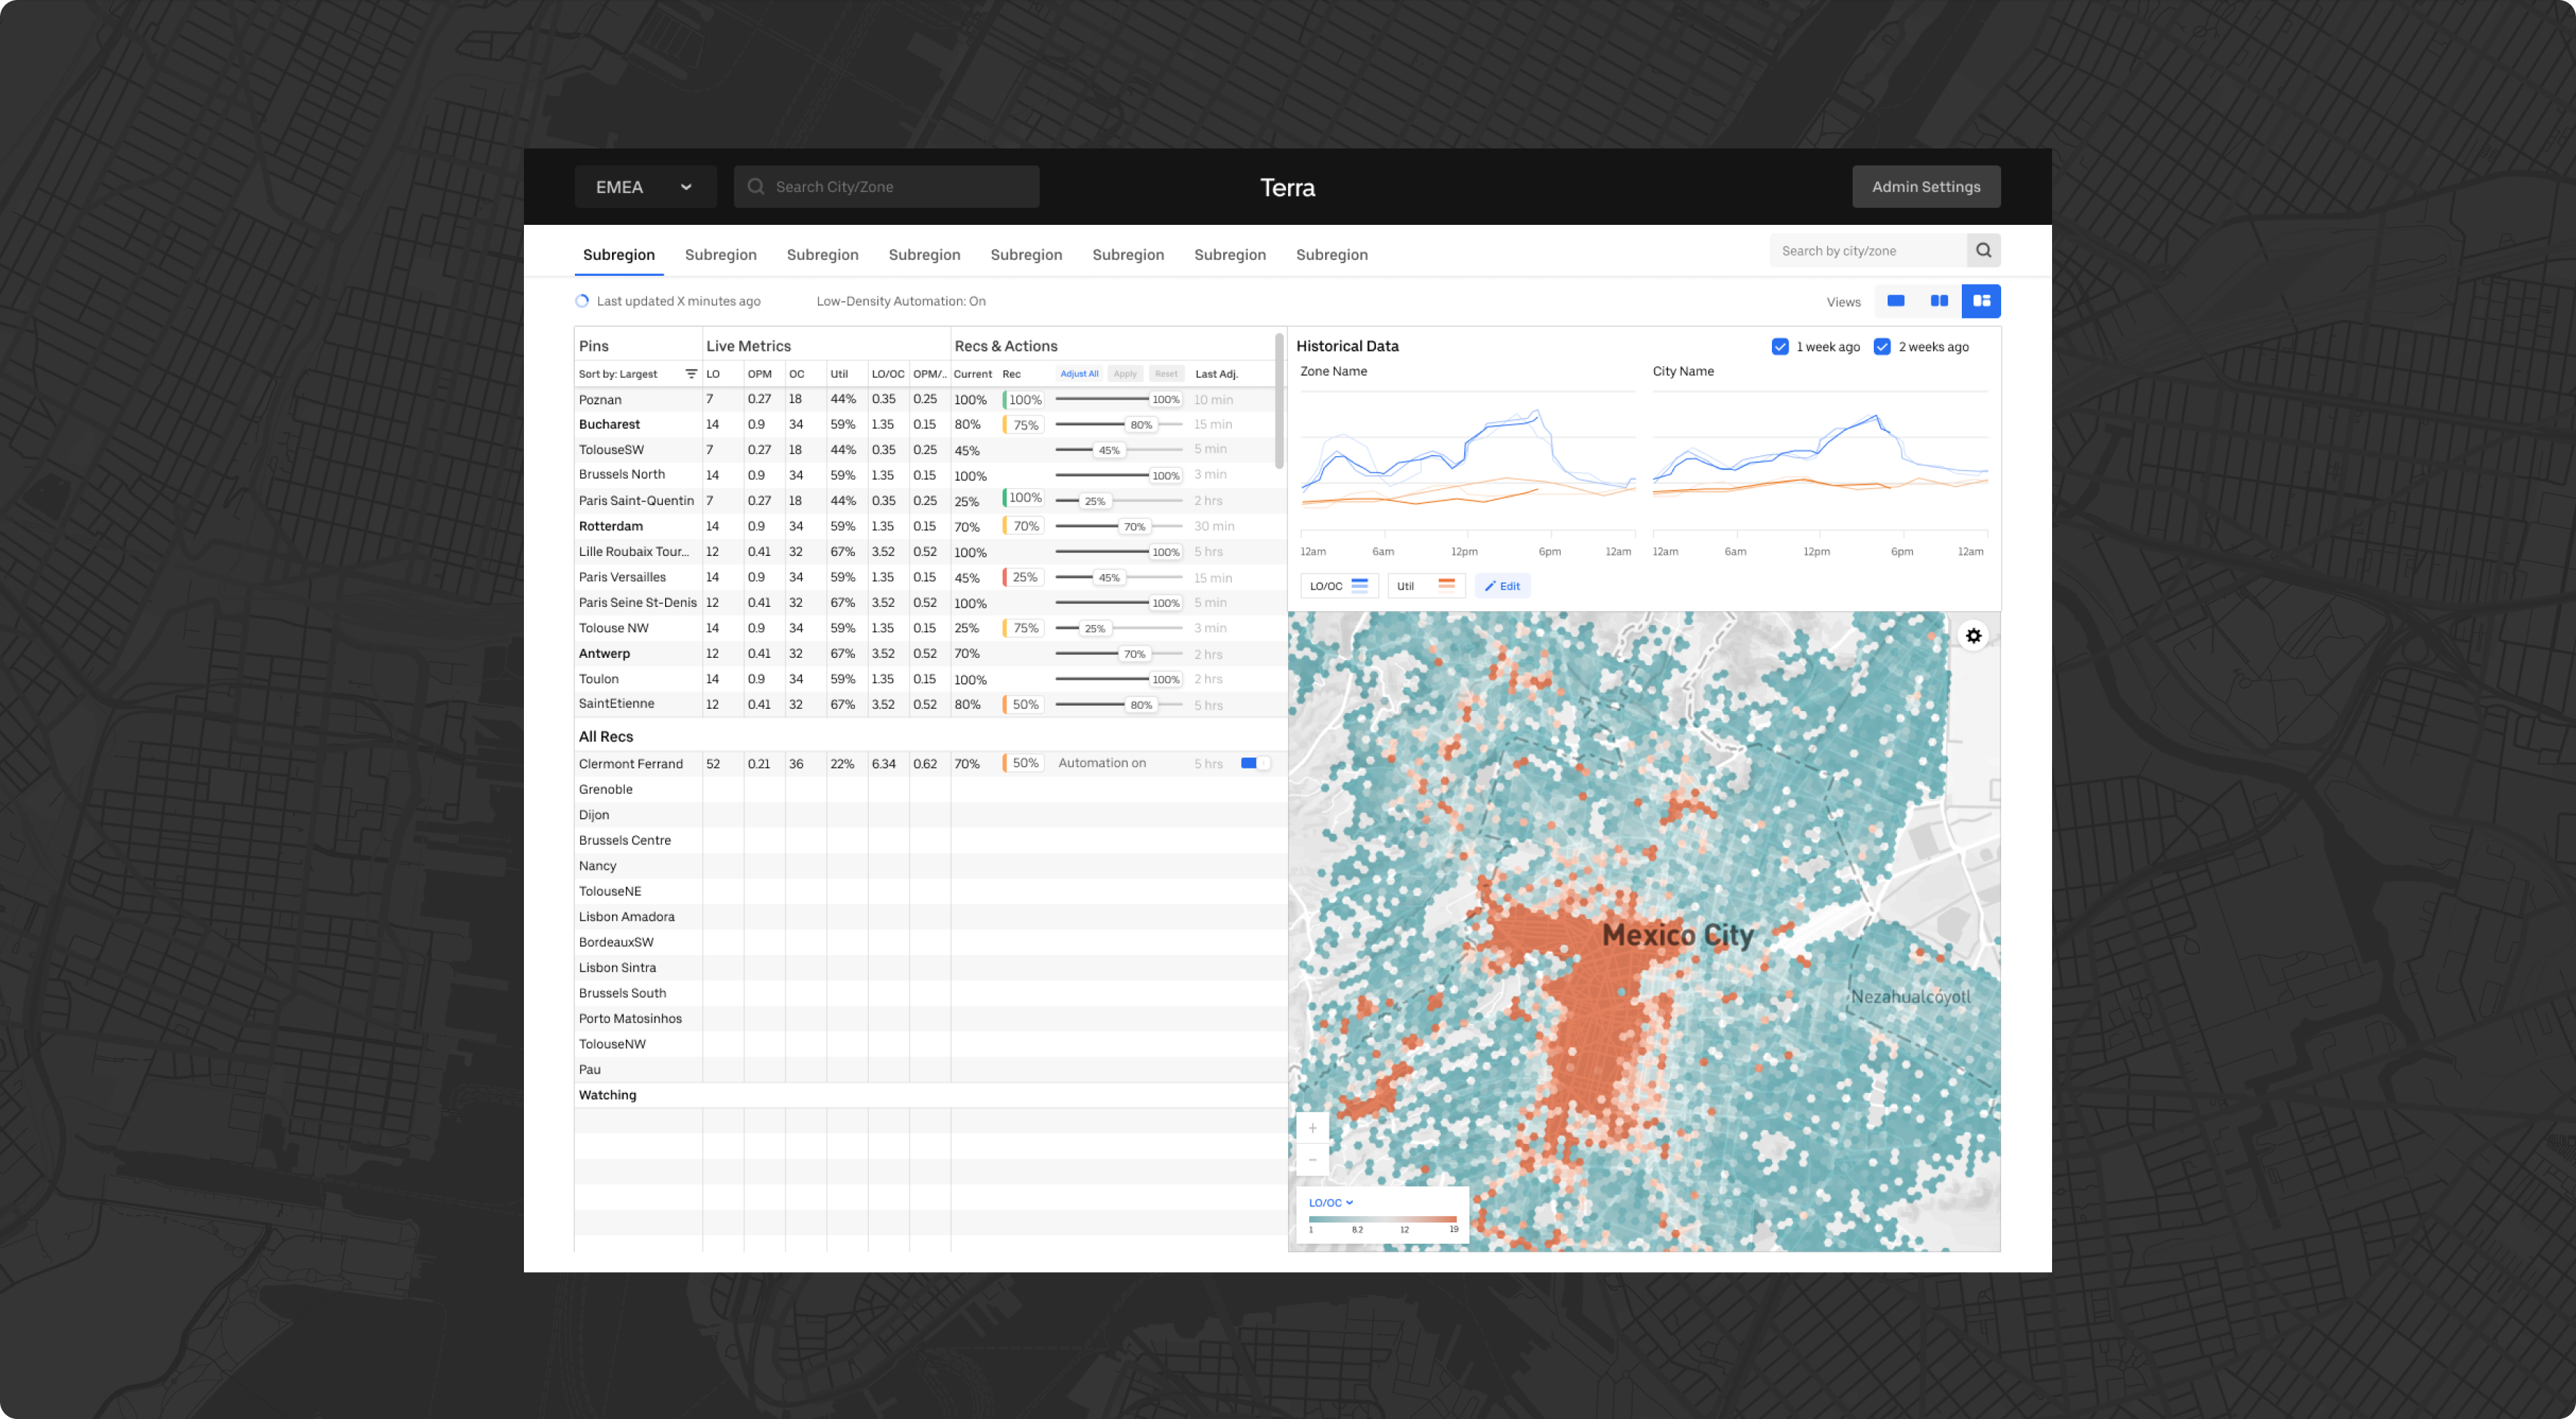 EMEA Search City/Zone Terra Admin Settings
Subregion Subregion Subregion Subregion Subregion Subregion Subregion Subregion Search by city/zone
Last updated X minutes ago Low-Density Automation: On Views
Pins Live Metrics Recs & Actions
Sort by: Largest LO OPM OC Util LO/OC OPM/.. Current Rec Adjust All Apply Reset Last Adj.
Poznan 7 0.27 18 44% 0.35 0.25 100% 100% 100% 10 min
Bucharest 14 0.9 34 59% 1.35 0.15 80% 75% 80% 15 min
TolouseSW 7 0.27 18 44% 0.35 0.25 45% 45% 5 min
Brussels North 14 0.9 34 59% 1.35 0.15 100% 100% 3 min
Paris Saint-Quentin 7 0.27 18 44% 0.35 0.25 25% 100% 25% 2 hrs
Rotterdam 14 0.9 34 59% 1.35 0.15 70% 70% 70% 30 min
Lille Roubaix Tour... 12 0.41 32 67% 3.52 0.52 100% 100% 5 hrs
Paris Versailles 14 0.9 34 59% 1.35 0.15 45% 25% 45% 15 min
Paris Seine St-Denis 12 0.41 32 67% 3.52 0.52 100% 100% 5 min
Tolouse NW 14 0.9 34 59% 1.35 0.15 25% 75% 25% 3 min
Antwerp 12 0.41 32 67% 3.52 0.52 70% 70% 2 hrs
Toulon 14 0.9 34 59% 1.35 0.15 100% 100% 2 hrs
SaintEtienne 12 0.41 32 67% 3.52 0.52 80% 50% 80% 5 hrs
All Recs
Clermont Ferrand 52 0.21 36 22% 6.34 0.62 70% 50% Automation on 5 hrs
Grenoble
Dijon
Brussels Centre
Nancy
TolouseNE
Lisbon Amadora
BordeauxSW
Lisbon Sintra
Brussels South
Porto Matosinhos
TolouseNW
Pau
Watching
Historical Data 1 week ago 2 weeks ago
Zone Name City Name
12am 6am 12pm 6pm 12am 12am 6am 12pm 6pm 12am
LO/OC Util Edit
Mexico City
Nezahualcóyotl
+
−
LO/OC
1 8.2 12 19